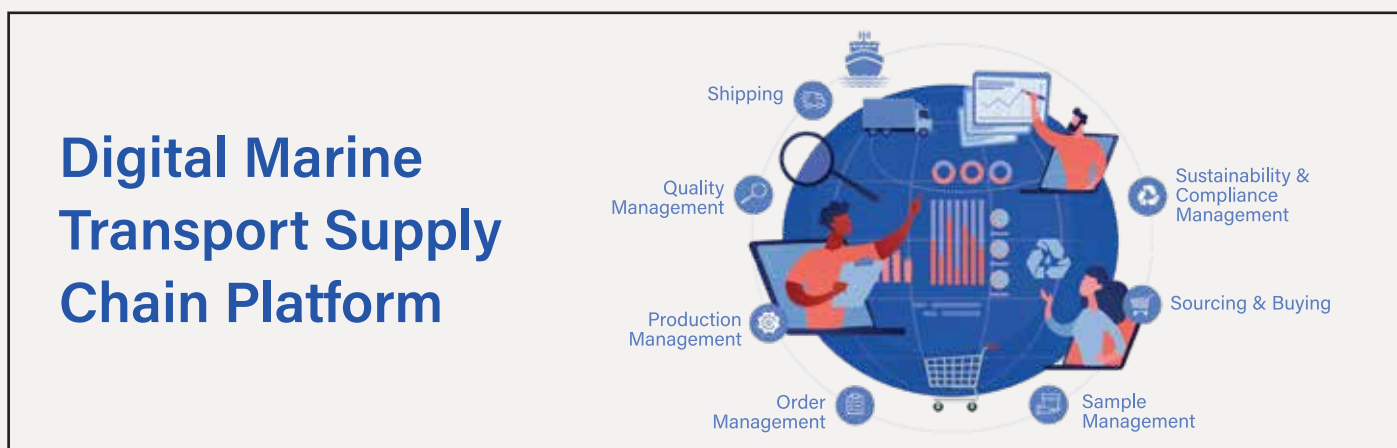 Digital Marine
Transport Supply
Chain Platform
Shipping
Quality
Management
Production
Management
Order
Management
Sustainability &
Compliance
Management
Sourcing & Buying
Sample
Management